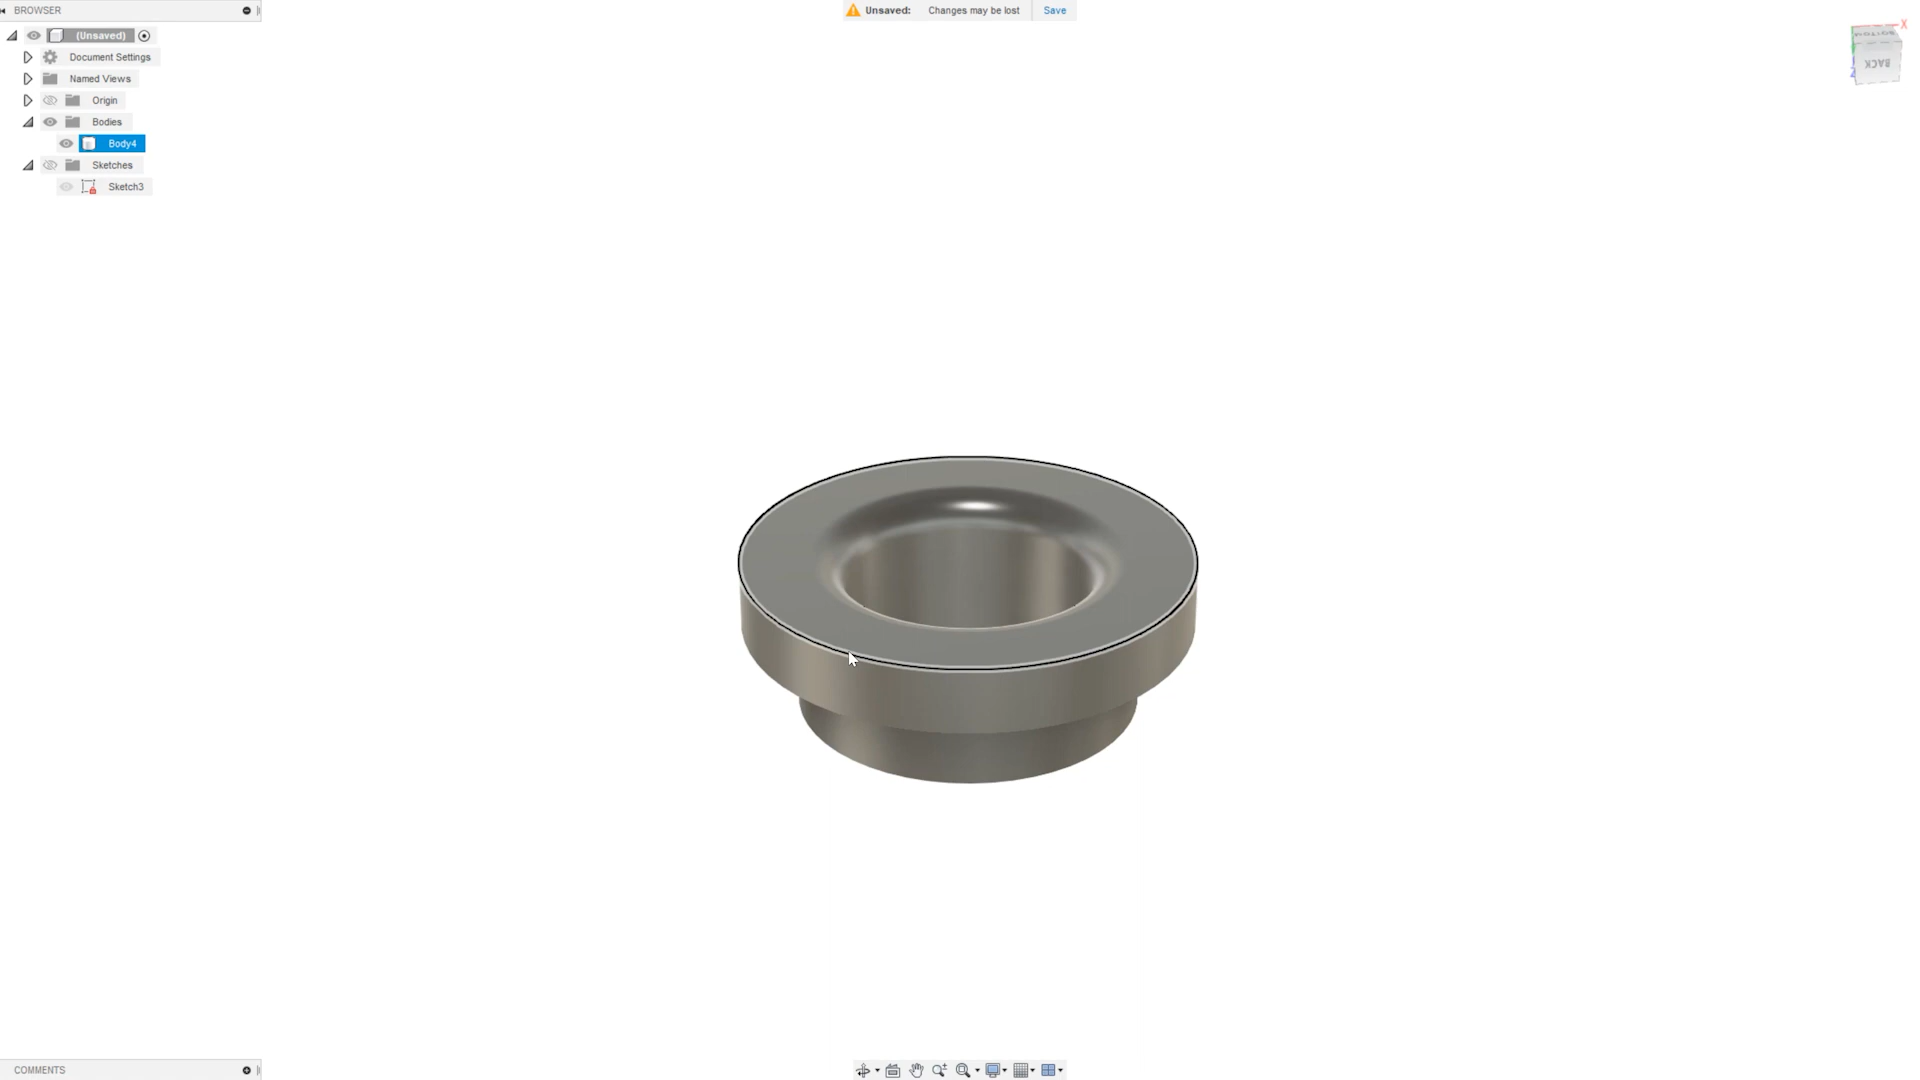 BROWSER
Unsaved: Changes may be lost Save
(Unsaved)
Document Settings
Named Views
Origin
Bodies
Body4
Sketches
Sketch3
X
BOTTOM
BACK
Z
COMMENTS